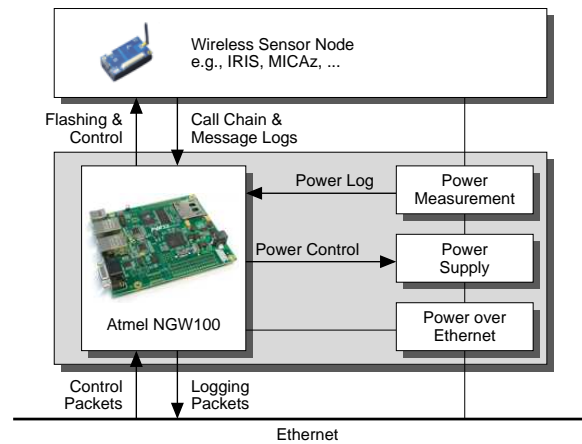 Wireless Sensor Node
e.g., IRIS, MICAz, ...
Flashing &
Control
Call Chain &
Message Logs
Power Log
Power
Measurement
Power Control
Power
Supply
Atmel NGW100
Power over
Ethernet
Control
Packets
Logging
Packets
Ethernet